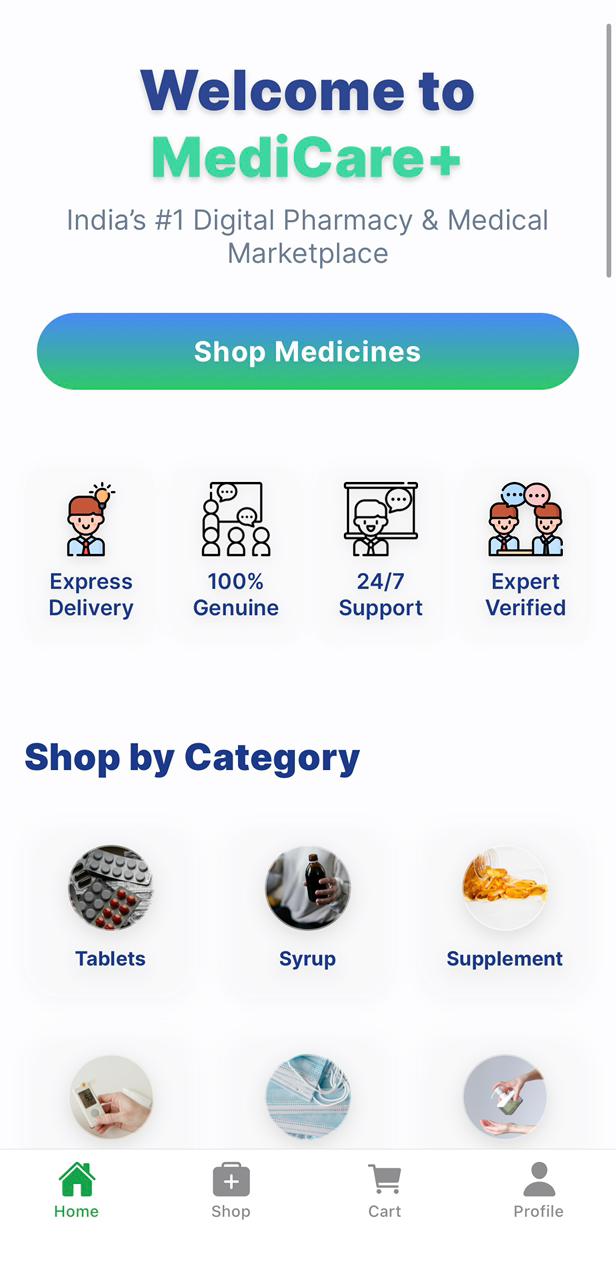 Welcome to
MediCare+
India’s #1 Digital Pharmacy & Medical
Marketplace
Shop Medicines
Express
Delivery
100%
Genuine
24/7
Support
Expert
Verified
Shop by Category
Tablets
Syrup
Supplement
Home
Shop
Cart
Profile